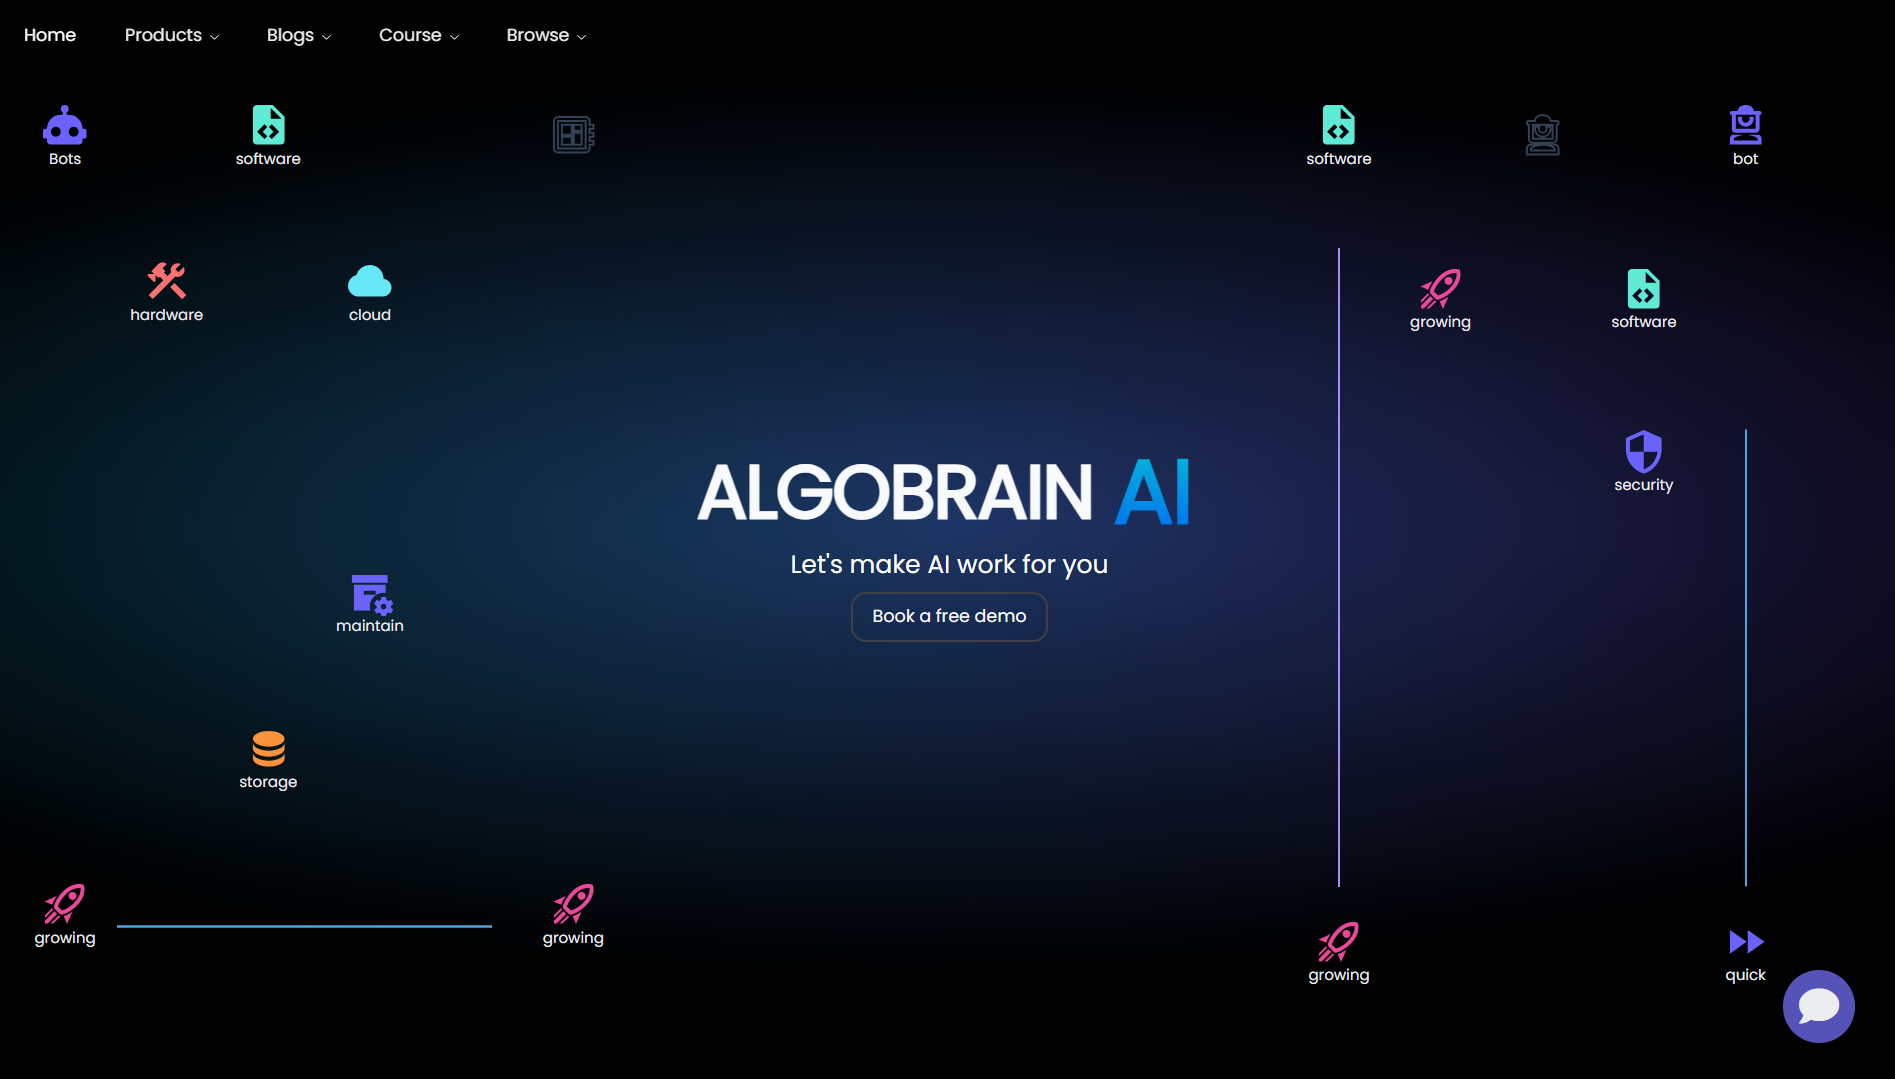 Home Products Blogs Course Browse
Bots software software bot
hardware cloud growing software
security
ALGOBRAIN AI
Let's make AI work for you
Book a free demo
maintain
storage
growing growing growing quick